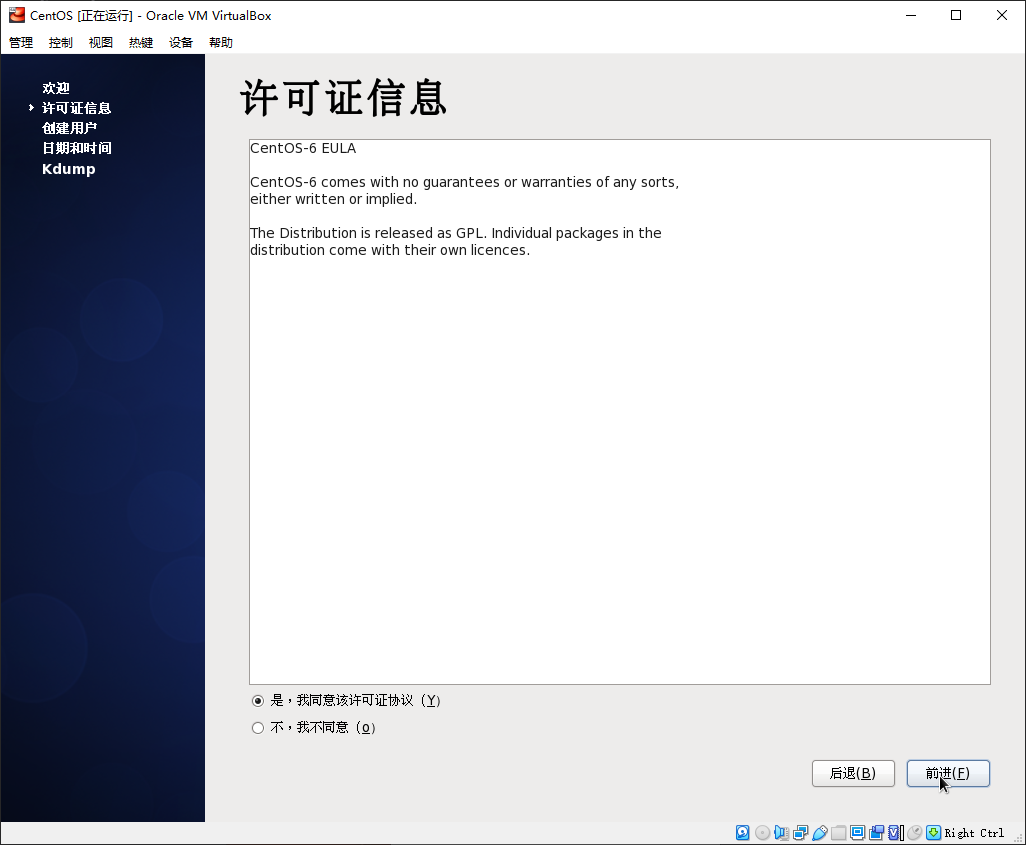 CentOS [正在运行] - Oracle VM VirtualBox
管理 控制 视图 热键 设备 帮助
欢迎
许可证信息
创建用户
日期和时间
Kdump
许可证信息
CentOS-6 EULA
CentOS-6 comes with no guarantees or warranties of any sorts,
either written or implied.
The Distribution is released as GPL. Individual packages in the
distribution come with their own licences.
是，我同意该许可证协议（Y）
不，我不同意（o）
后退(B) 前进(F)
Right Ctrl